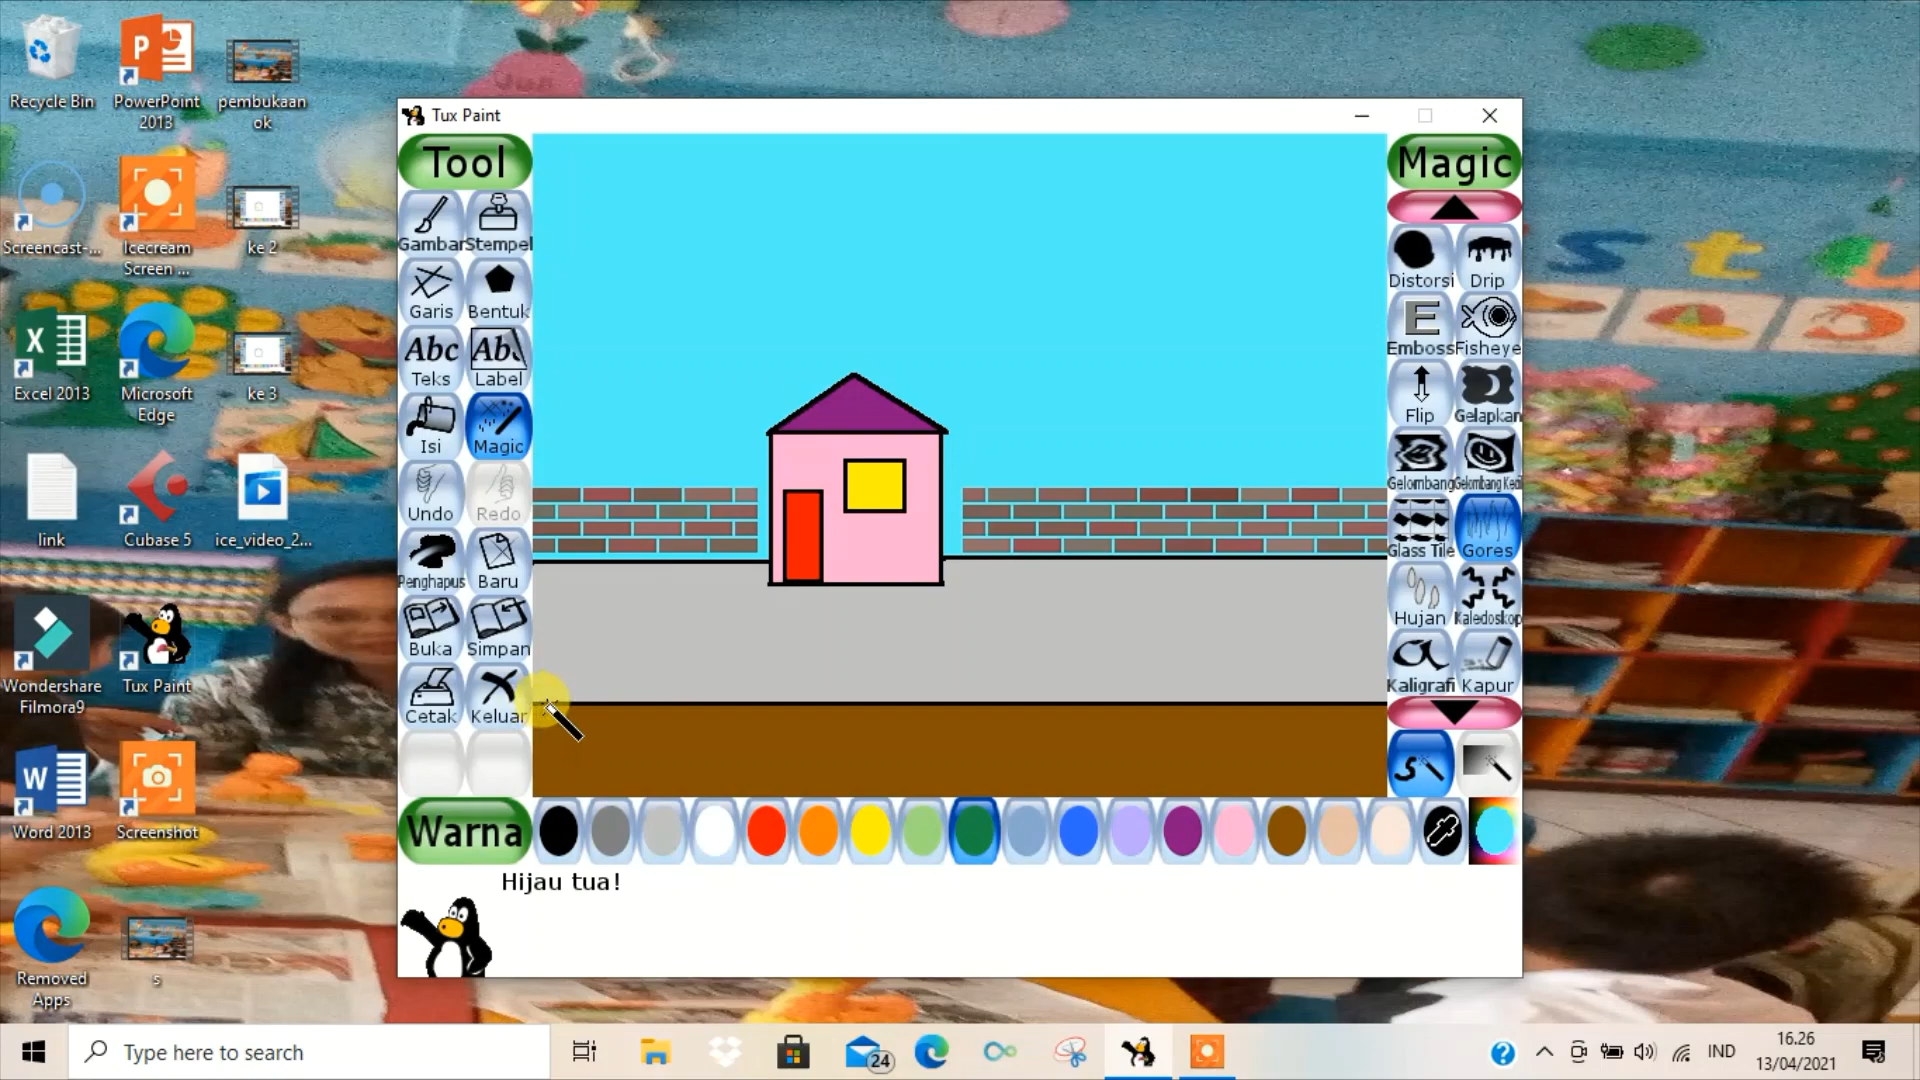 Recycle Bin
PowerPoint 2013
pembukaan ok
Screencast-...
Icecream Screen ...
ke 2
Excel 2013
Microsoft Edge
ke 3
link
Cubase 5
ice_video_2...
Wondershare Filmora9
Tux Paint
Word 2013
Screenshot
Removed Apps
s
Tux Paint
Tool
Gambar
Stempel
Garis
Bentuk
Abc
Abc
Teks
Label
Isi
Magic
Undo
Redo
Penghapus
Baru
Buka
Simpan
Cetak
Keluar
Magic
Distorsi
Drip
E
Emboss
Fisheye
Flip
Gelapkan
Gelombang
Gelombang Kecil
Glass Tile
Gores
Hujan
Kaledoskop
Kaligrafi
Kapur
Warna
Hijau tua!
Type here to search
24
IND
16.26
13/04/2021